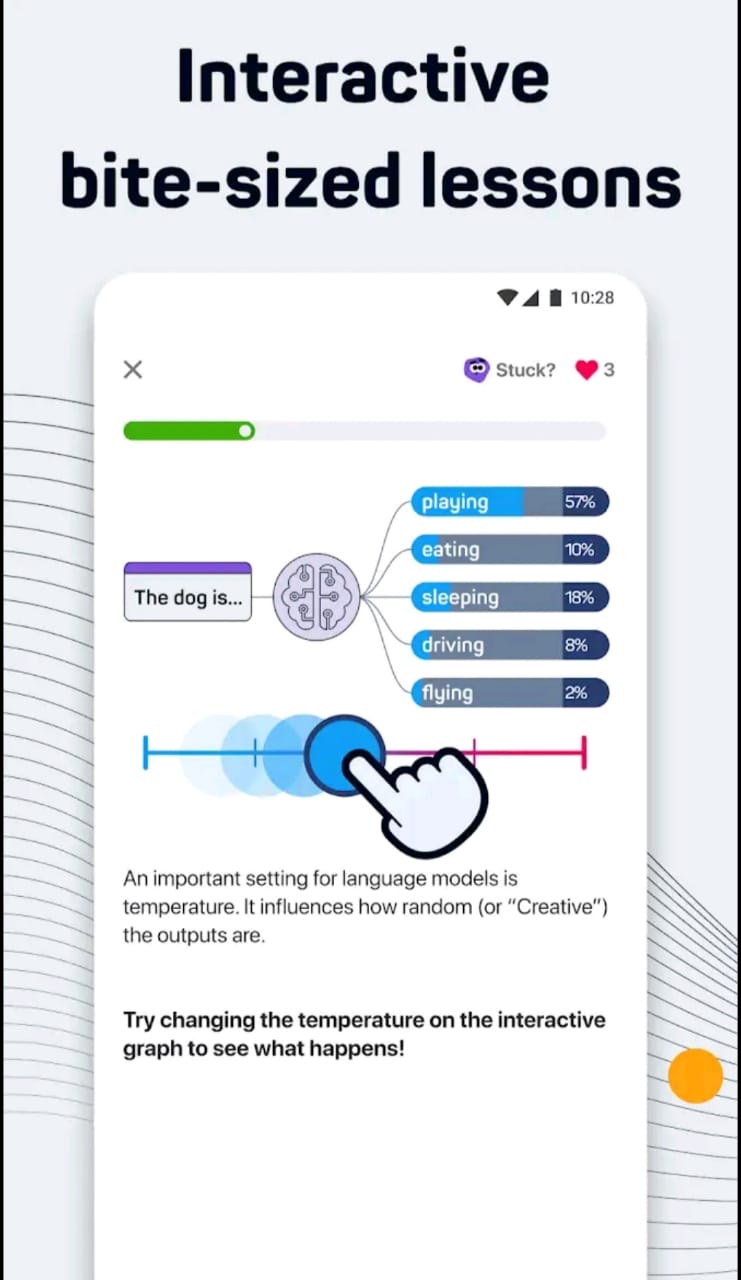 Interactive
bite-sized lessons
10:28
Stuck? 3
playing 57%
eating 10%
The dog is... sleeping 18%
driving 8%
flying 2%
An important setting for language models is
temperature. It influences how random (or “Creative”)
the outputs are.
Try changing the temperature on the interactive
graph to see what happens!